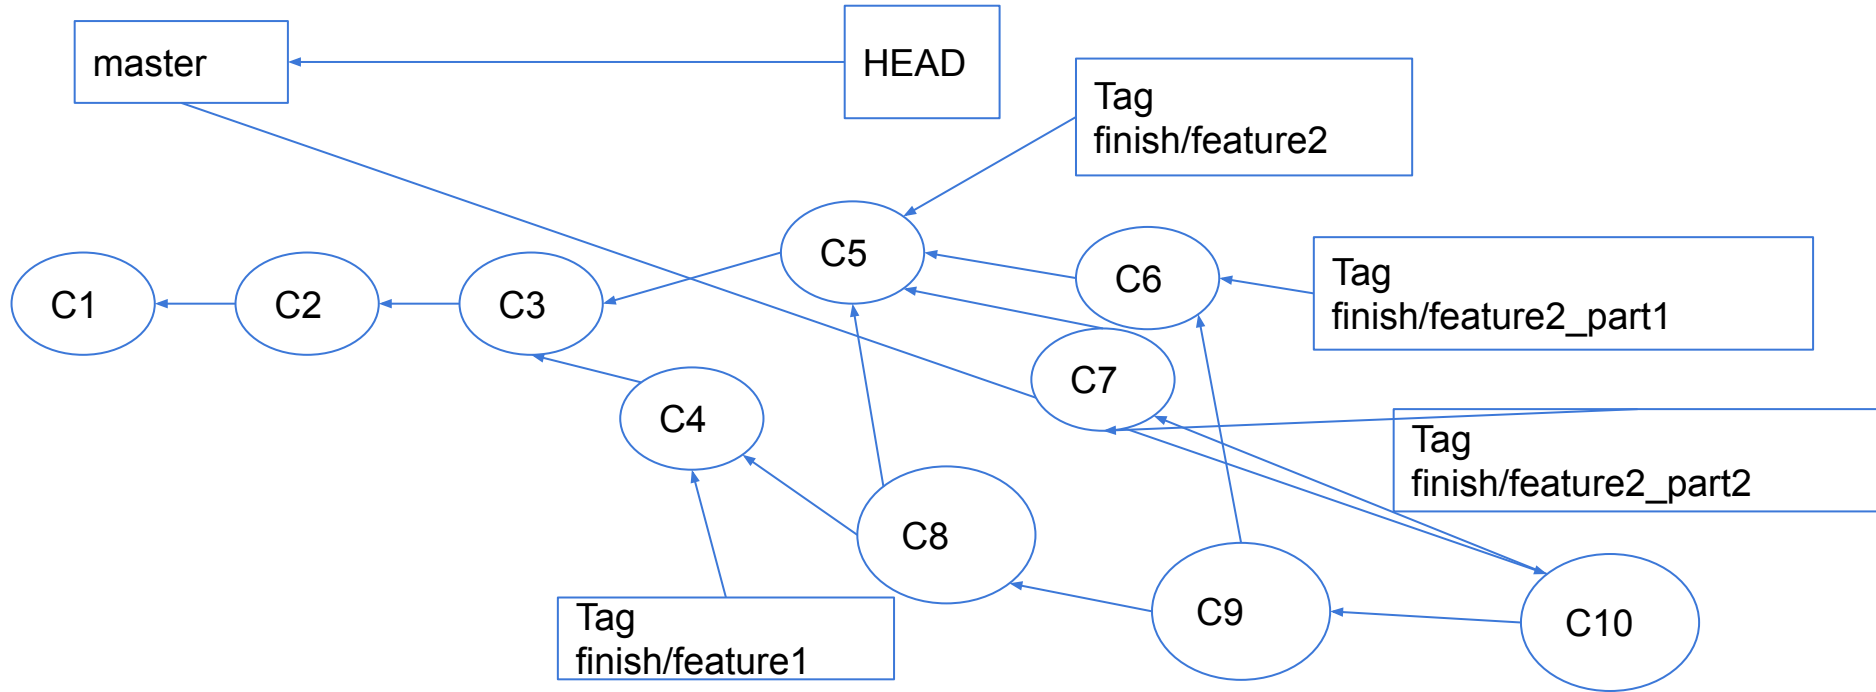 master
HEAD
Tag
finish/feature2
C5
C6
Tag
finish/feature2_part1
C1
C2
C3
C7
C4
Tag
finish/feature2_part2
C8
C9
C10
Tag
finish/feature1